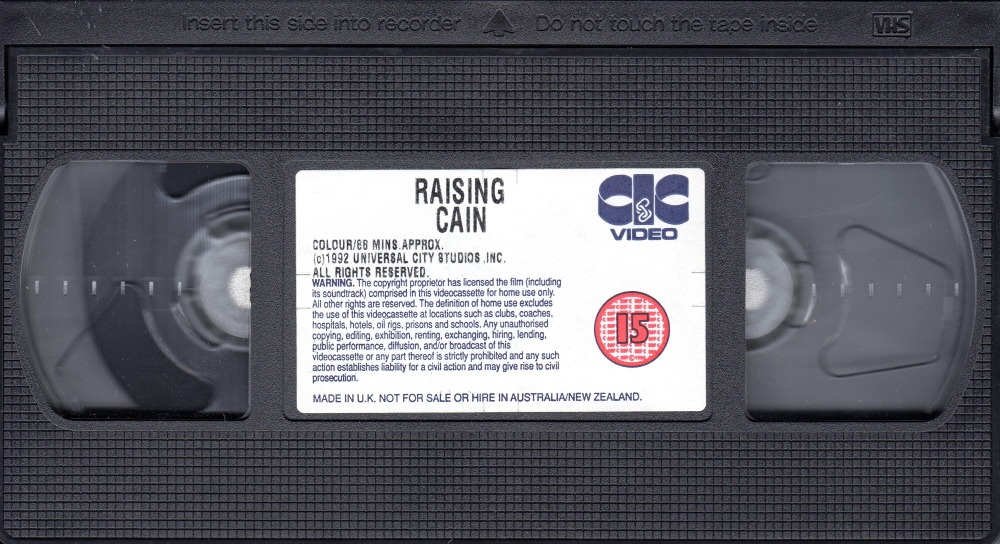 Insert this side into recorder Do not touch the tape inside VHS
RAISING
CAIN
CIC
VIDEO
COLOUR/88 MINS.APPROX.
(c)1992 UNIVERSAL CITY STUDIOS ,INC.
ALL RIGHTS RESERVED.
WARNING. The copyright proprietor has licensed the film (including
its soundtrack) comprised in this videocassette for home use only.
All other rights are reserved. The definition of home use excludes
the use of this videocassette at locations such as clubs, coaches,
hospitals, hotels, oil rigs, prisons and schools. Any unauthorised
copying, editing, exhibition, renting, exchanging, hiring, lending,
public performance, diffusion, and/or broadcast of this
videocassette or any part thereof is strictly prohibited and any such
action establishes liability for a civil action and may give rise to civil
prosecution.
15
MADE IN U.K. NOT FOR SALE OR HIRE IN AUSTRALIA/NEW ZEALAND.